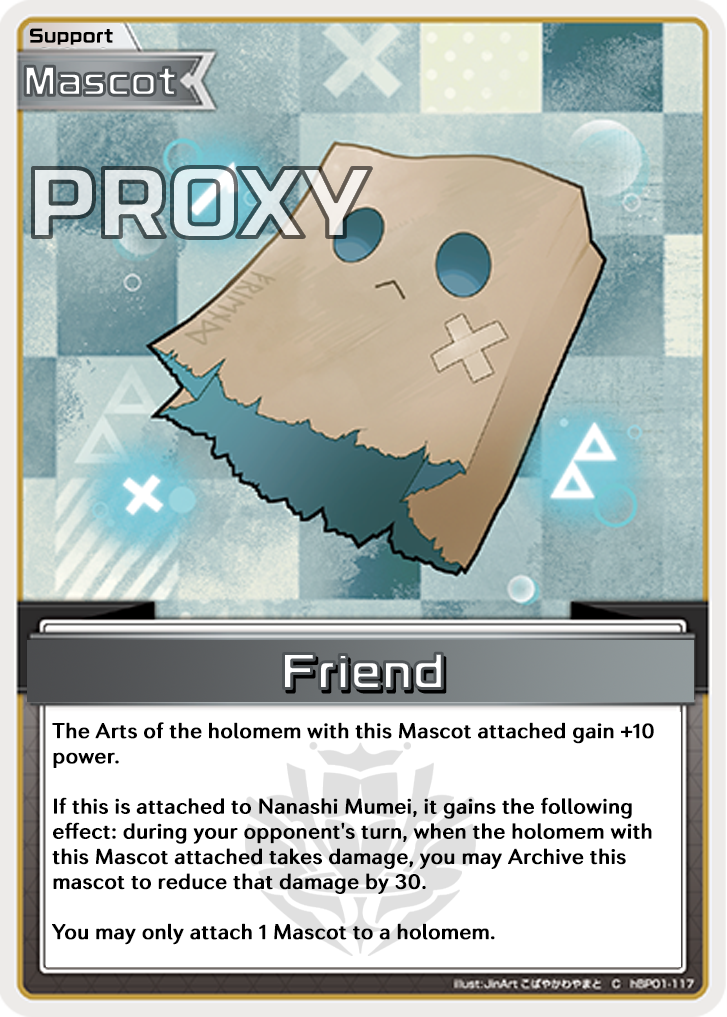 Support
Mascot
PROXY
FRIEND
Friend
The Arts of the holomem with this Mascot attached gain +10
power.
If this is attached to Nanashi Mumei, it gains the following
effect: during your opponent's turn, when the holomem with
this Mascot attached takes damage, you may Archive this
mascot to reduce that damage by 30.
You may only attach 1 Mascot to a holomem.
illust:JinArt こばやかわやまと C hBP01-117